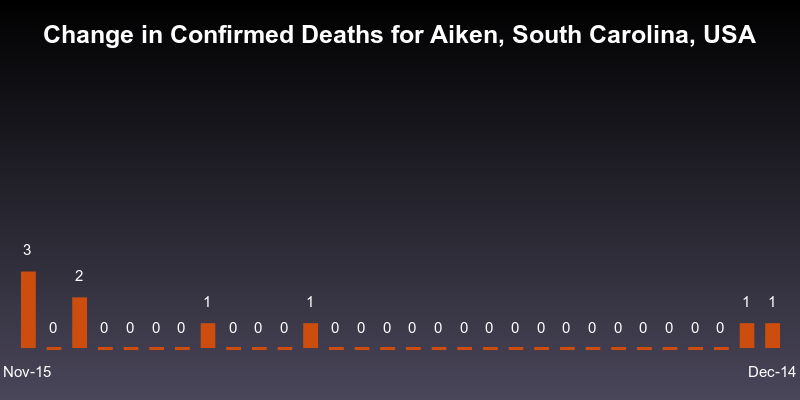 Change in Confirmed Deaths for Aiken, South Carolina, USA
3
2
1 1 1 1
0 0 0 0 0 0 0 0 0 0 0 0 0 0 0 0 0 0 0 0 0 0 0 0
Nov-15 Dec-14